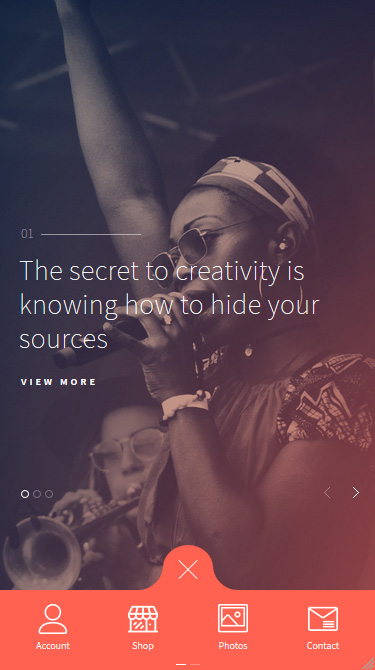 01
The secret to creativity is
knowing how to hide your
sources
VIEW MORE
Account
Shop
Photos
Contact